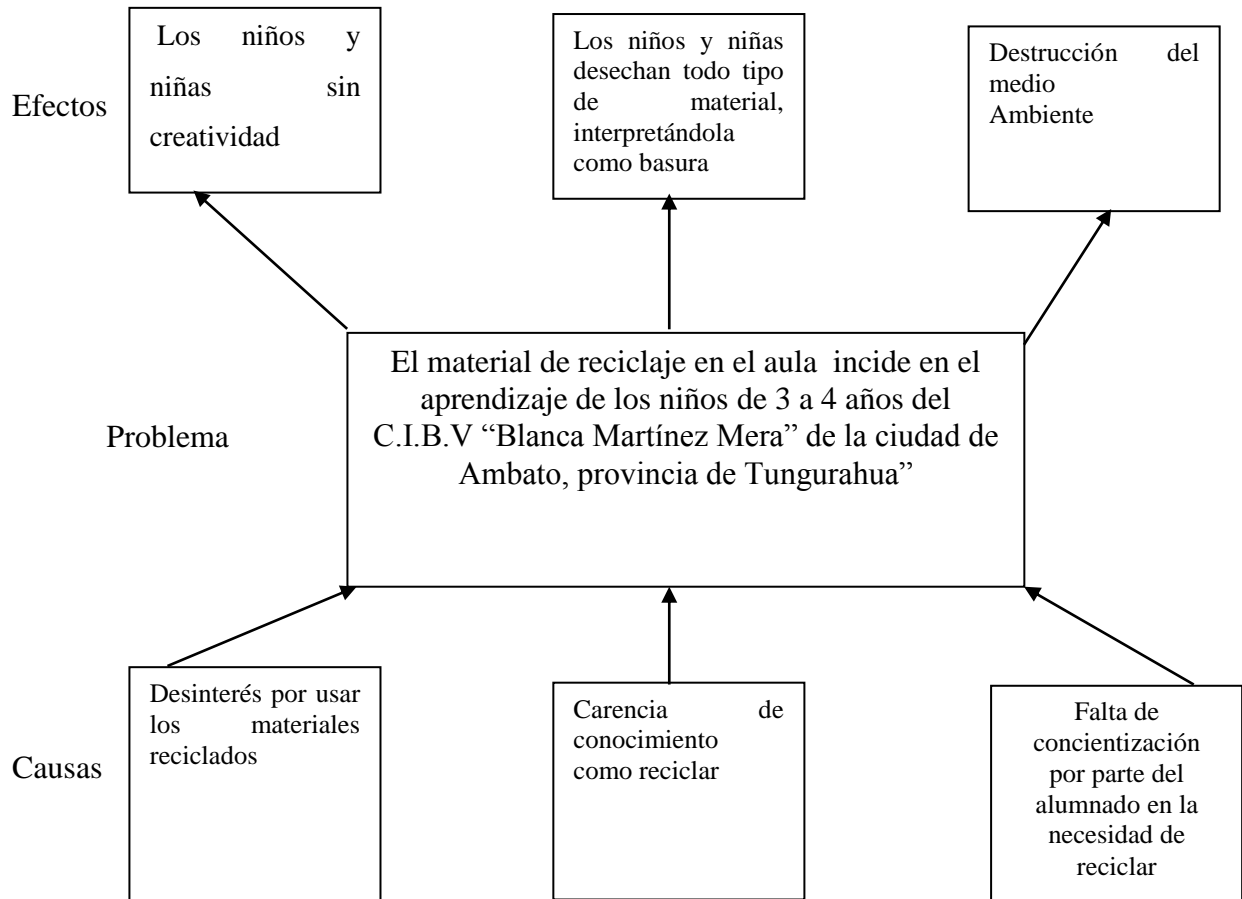 Efectos
Los niños y
niñas sin
creatividad
Los niños y niñas
desechan todo tipo
de material,
interpretándola
como basura
Destrucción del
medio
Ambiente
Problema
El material de reciclaje en el aula incide en el
aprendizaje de los niños de 3 a 4 años del
C.I.B.V “Blanca Martínez Mera” de la ciudad de
Ambato, provincia de Tungurahua”
Causas
Desinterés por usar
los materiales
reciclados
Carencia de
conocimiento
como reciclar
Falta de
concientización
por parte del
alumnado en la
necesidad de
reciclar